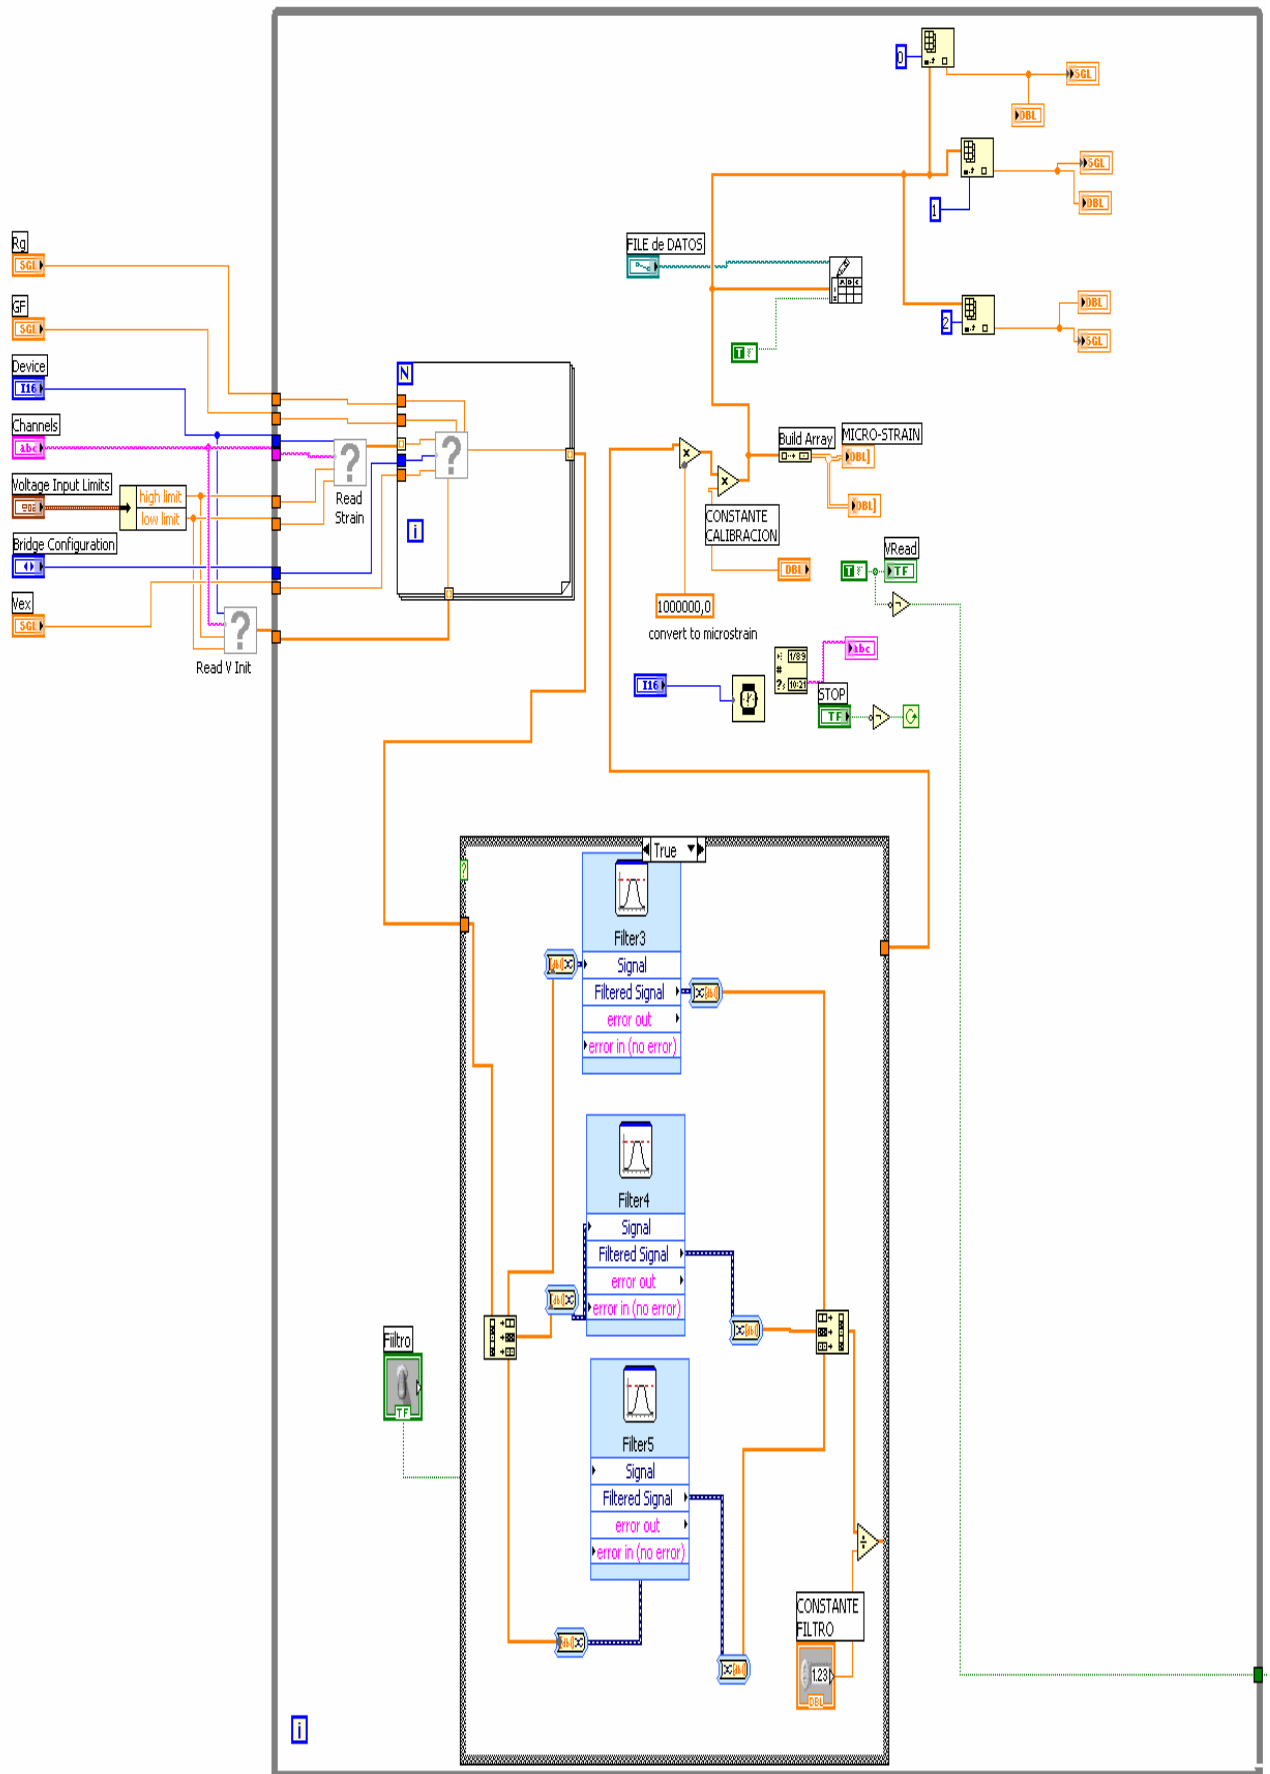 0
SGL
DBL
SGL
1
DBL
Rg
SGL
FILE de DATOS
GF
SGL
DBL
2
SGL
T F
Device
I16
N
Channels
abc
Build Array
MICRO-STRAIN
DBL]
Voltage Input Limits
high limit
low limit
Read
Strain
i
DBL]
CONSTANTE
CALIBRACION
Bridge Configuration
VRead
DBL
T F
TF
Vex
SGL
1000000,0
convert to microstrain
Read V Init
abc
I16
STOP
TF
True
Filter3
Signal
Filtered Signal
error out
error in (no error)
Filter4
Signal
Filtered Signal
error out
error in (no error)
Fiiltro
TF
Filter5
Signal
Filtered Signal
error out
error in (no error)
CONSTANTE
FILTRO
1.23
DBL
i